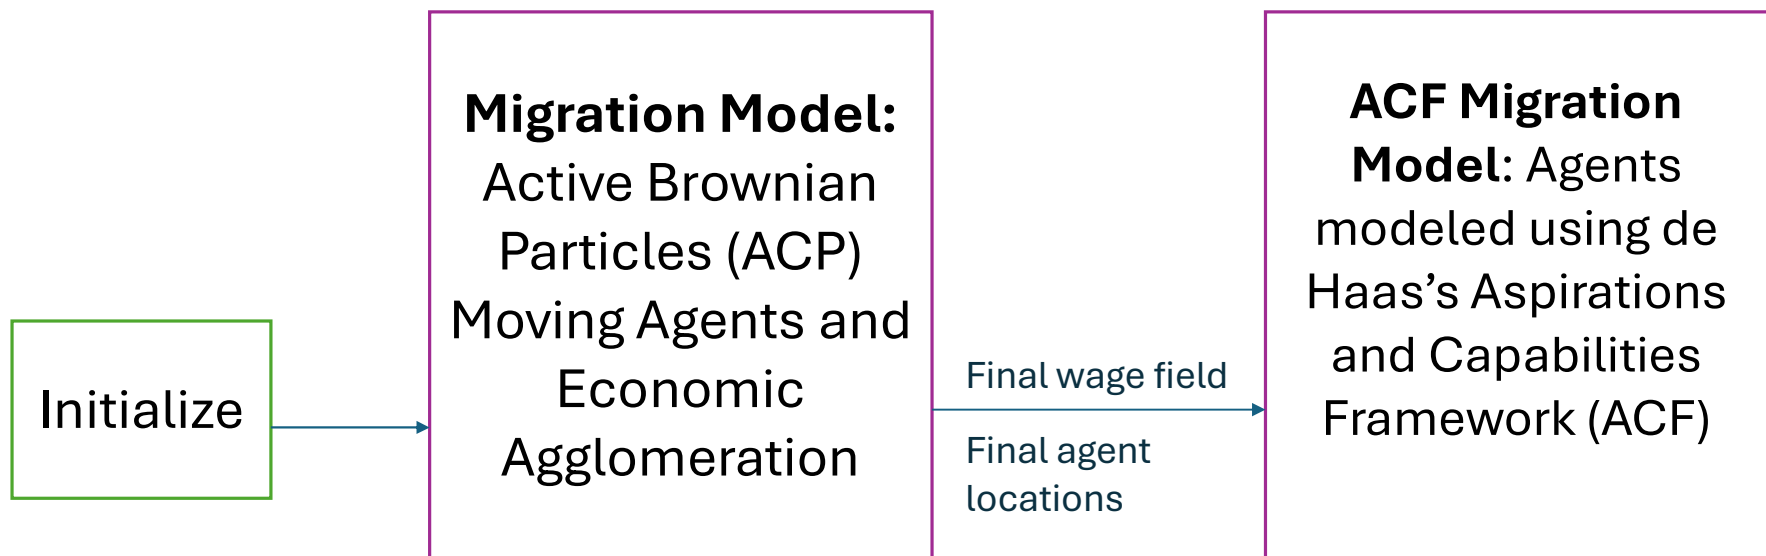 Initialize
Migration Model:
Active Brownian
Particles (ACP)
Moving Agents and
Economic
Agglomeration
Final wage field
Final agent
locations
ACF Migration
Model: Agents
modeled using de
Haas’s Aspirations
and Capabilities
Framework (ACF)